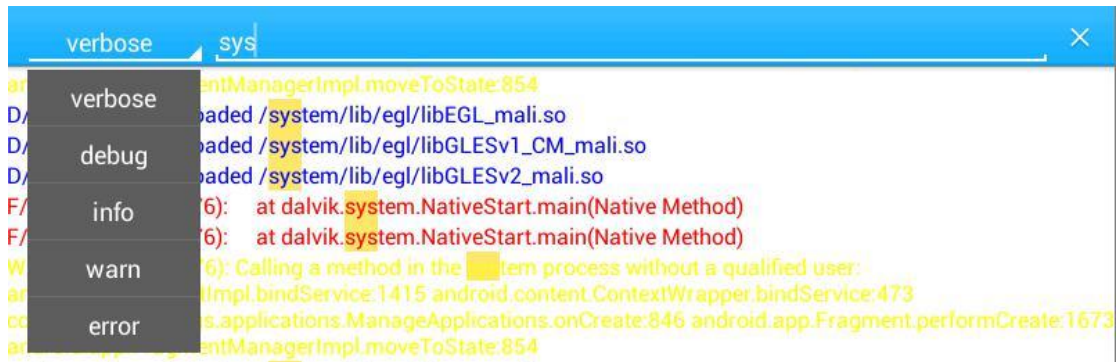 verbose sys ×
verbose
debug
info
warn
error
entManagerImpl.moveToState:854
D/ oaded /system/lib/egl/libEGL_mali.so
D/ oaded /system/lib/egl/libGLESv1_CM_mali.so
D/ oaded /system/lib/egl/libGLESv2_mali.so
F/ 6): at dalvik.system.NativeStart.main(Native Method)
F/ 6): at dalvik.system.NativeStart.main(Native Method)
W 6): Calling a method in the system process without a qualified user:
Impl.bindService:1415 android.content.ContextWrapper.bindService:473
s.applications.ManageApplications.onCreate:846 android.app.Fragment.performCreate:1673
entManagerImpl.moveToState:854